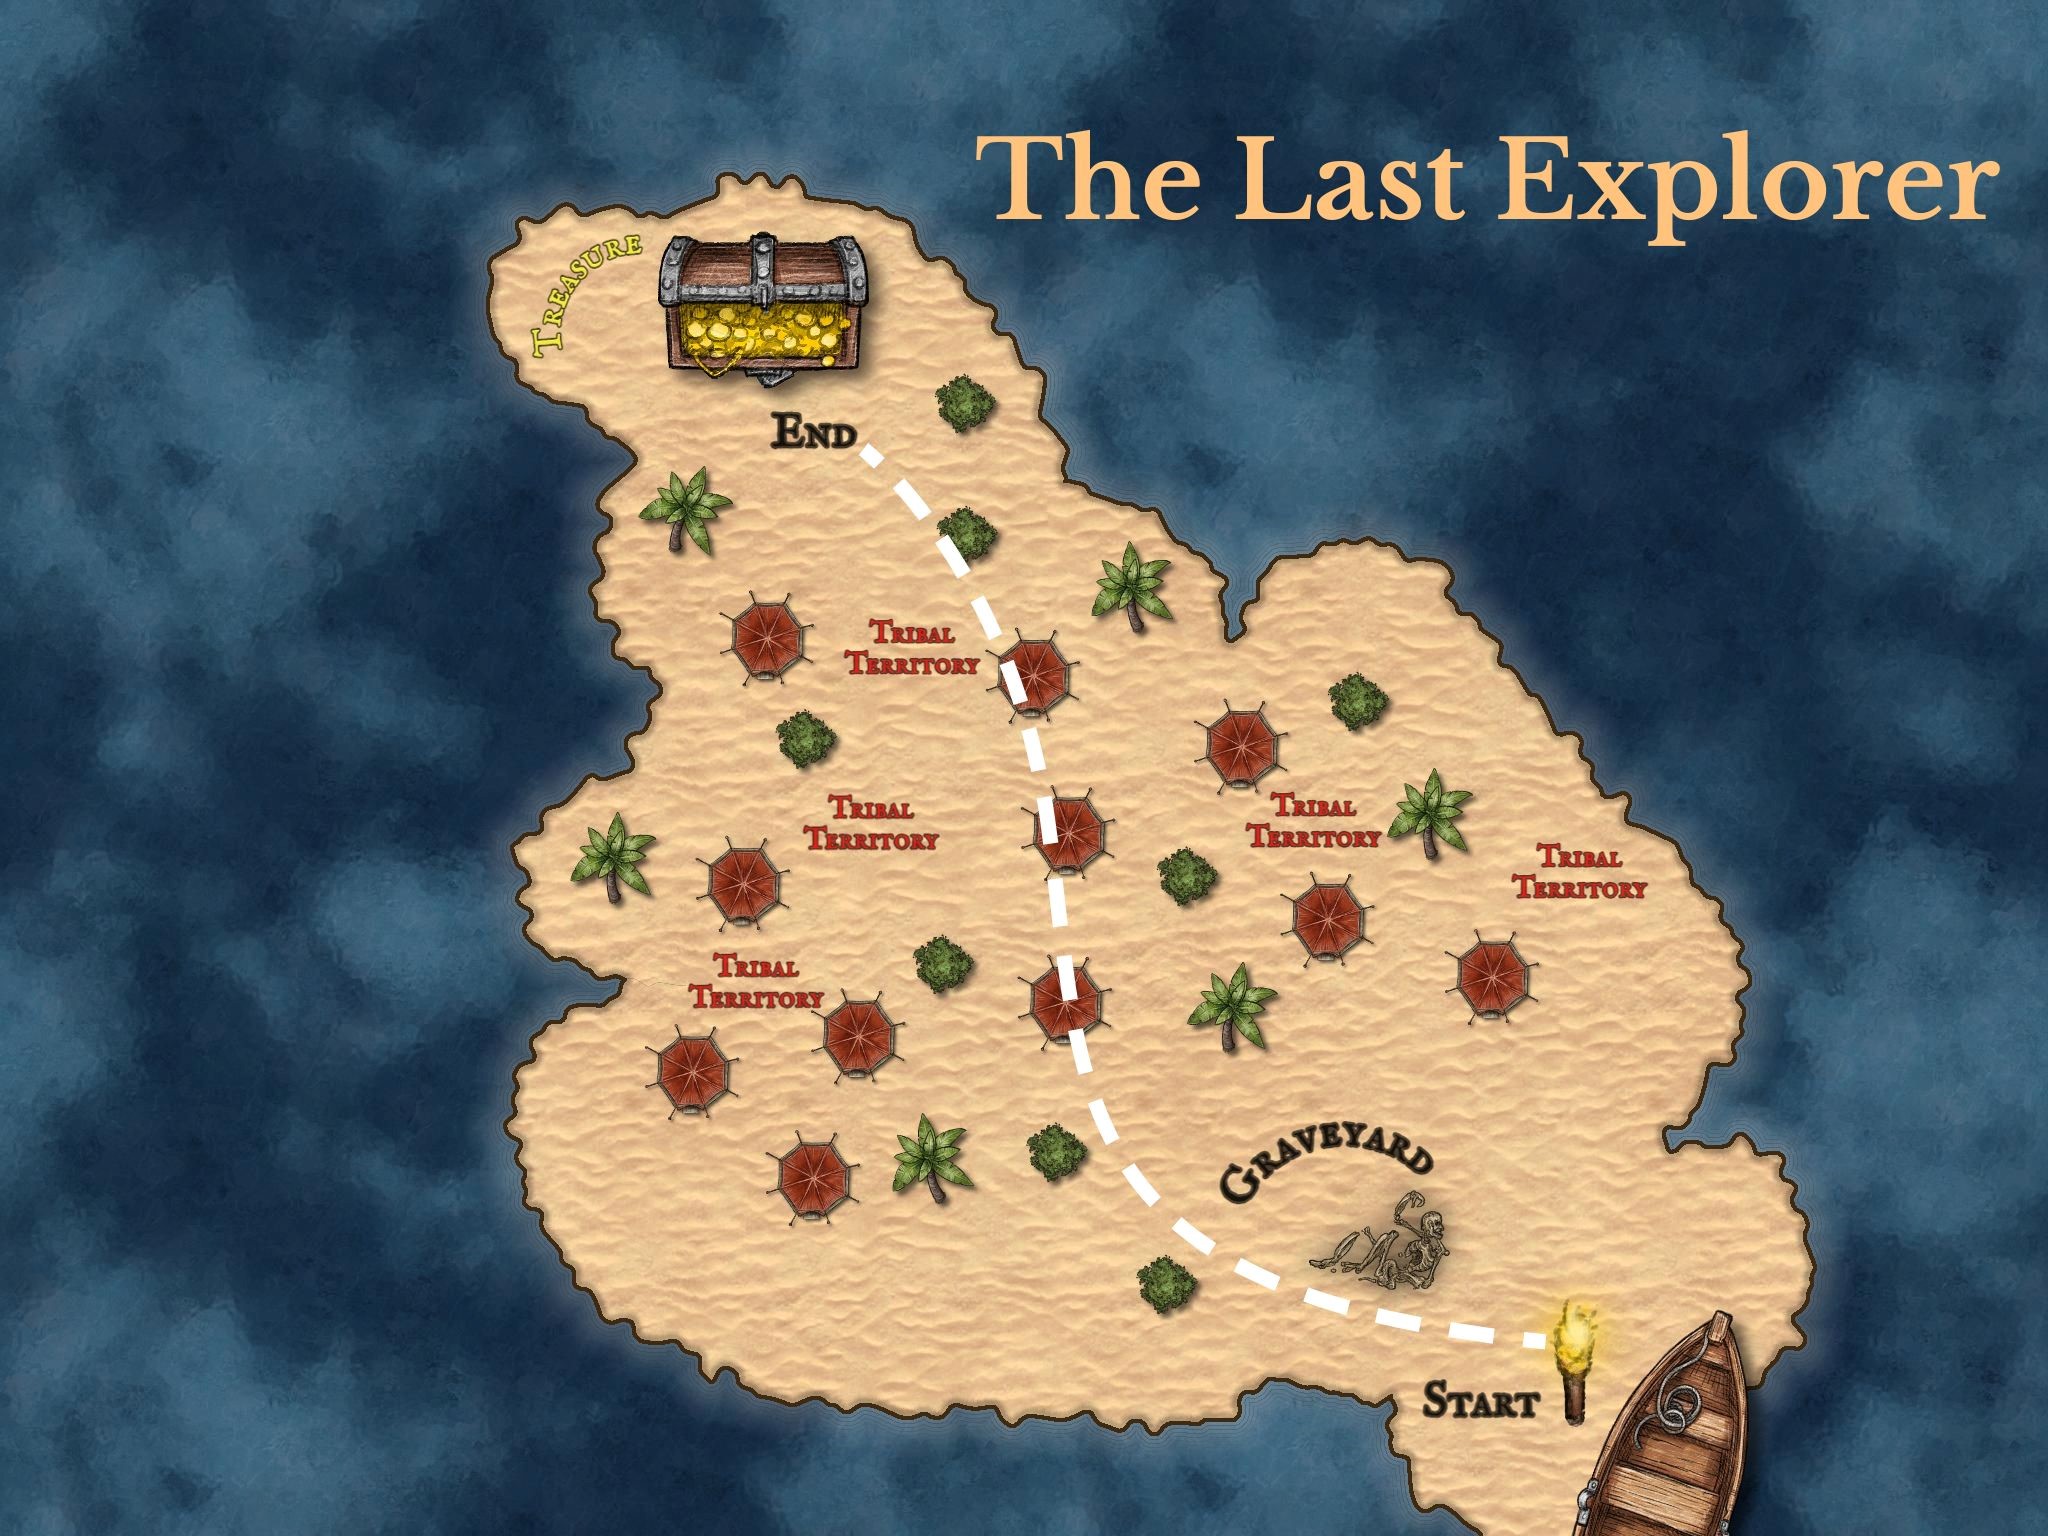 The Last Explorer
Treasure
End
Tribal
Territory
Tribal
Territory
Tribal
Territory
Tribal
Territory
Tribal
Territory
Graveyard
Start